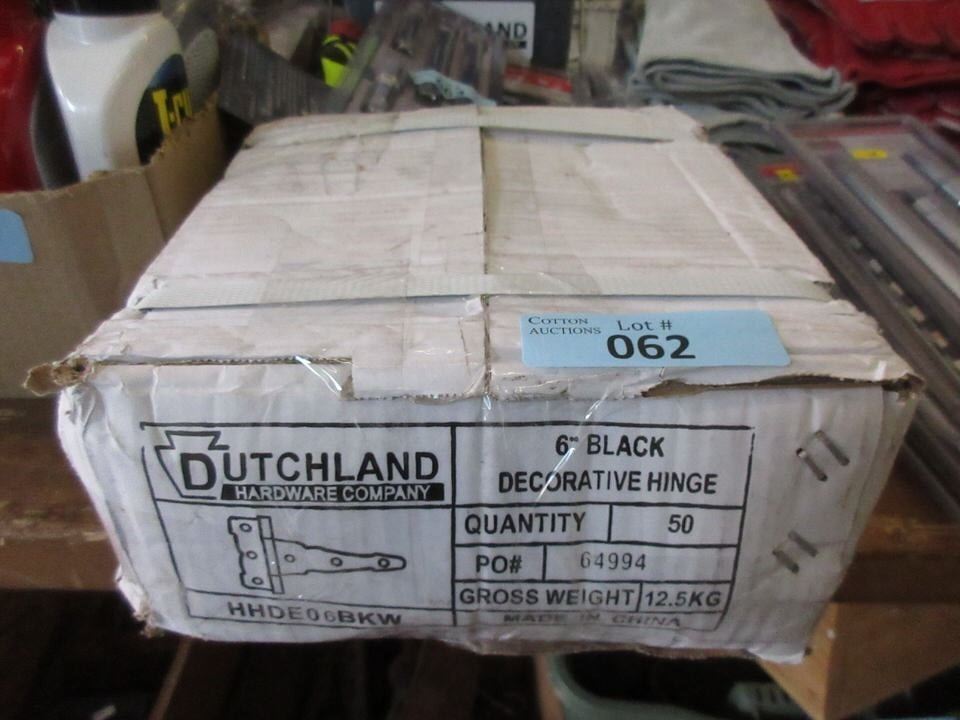 LAND
COTTON
AUCTIONS
Lot #
062
DUTCHLAND
HARDWARE COMPANY
6" BLACK
DECORATIVE HINGE
QUANTITY 50
PO# 64994
GROSS WEIGHT 12.5KG
HHDE06BKW
MADE IN CHINA